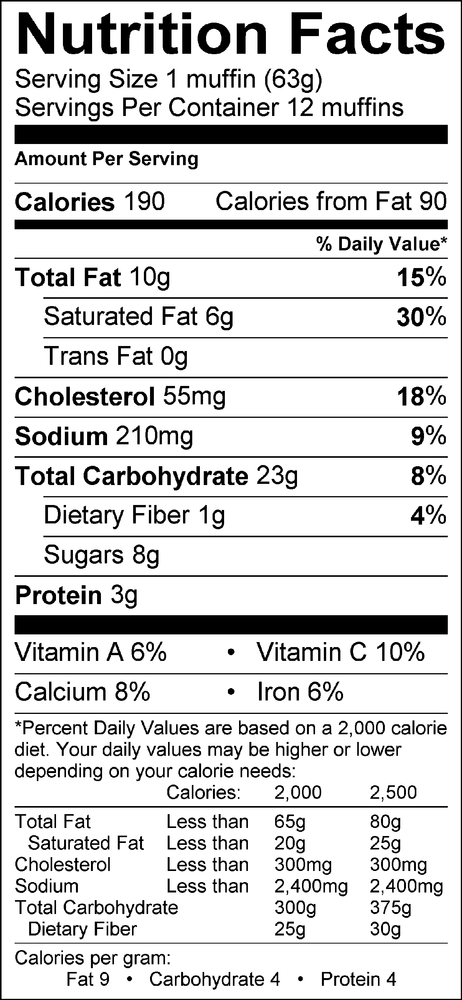 Nutrition Facts
Serving Size 1 muffin (63g)
Servings Per Container 12 muffins
Amount Per Serving
Calories 190 Calories from Fat 90
% Daily Value*
Total Fat 10g 15%
Saturated Fat 6g 30%
Trans Fat 0g
Cholesterol 55mg 18%
Sodium 210mg 9%
Total Carbohydrate 23g 8%
Dietary Fiber 1g 4%
Sugars 8g
Protein 3g
Vitamin A 6% • Vitamin C 10%
Calcium 8% • Iron 6%
*Percent Daily Values are based on a 2,000 calorie
diet. Your daily values may be higher or lower
depending on your calorie needs:
Calories: 2,000 2,500
Total Fat Less than 65g 80g
Saturated Fat Less than 20g 25g
Cholesterol Less than 300mg 300mg
Sodium Less than 2,400mg 2,400mg
Total Carbohydrate 300g 375g
Dietary Fiber 25g 30g
Calories per gram:
Fat 9 • Carbohydrate 4 • Protein 4